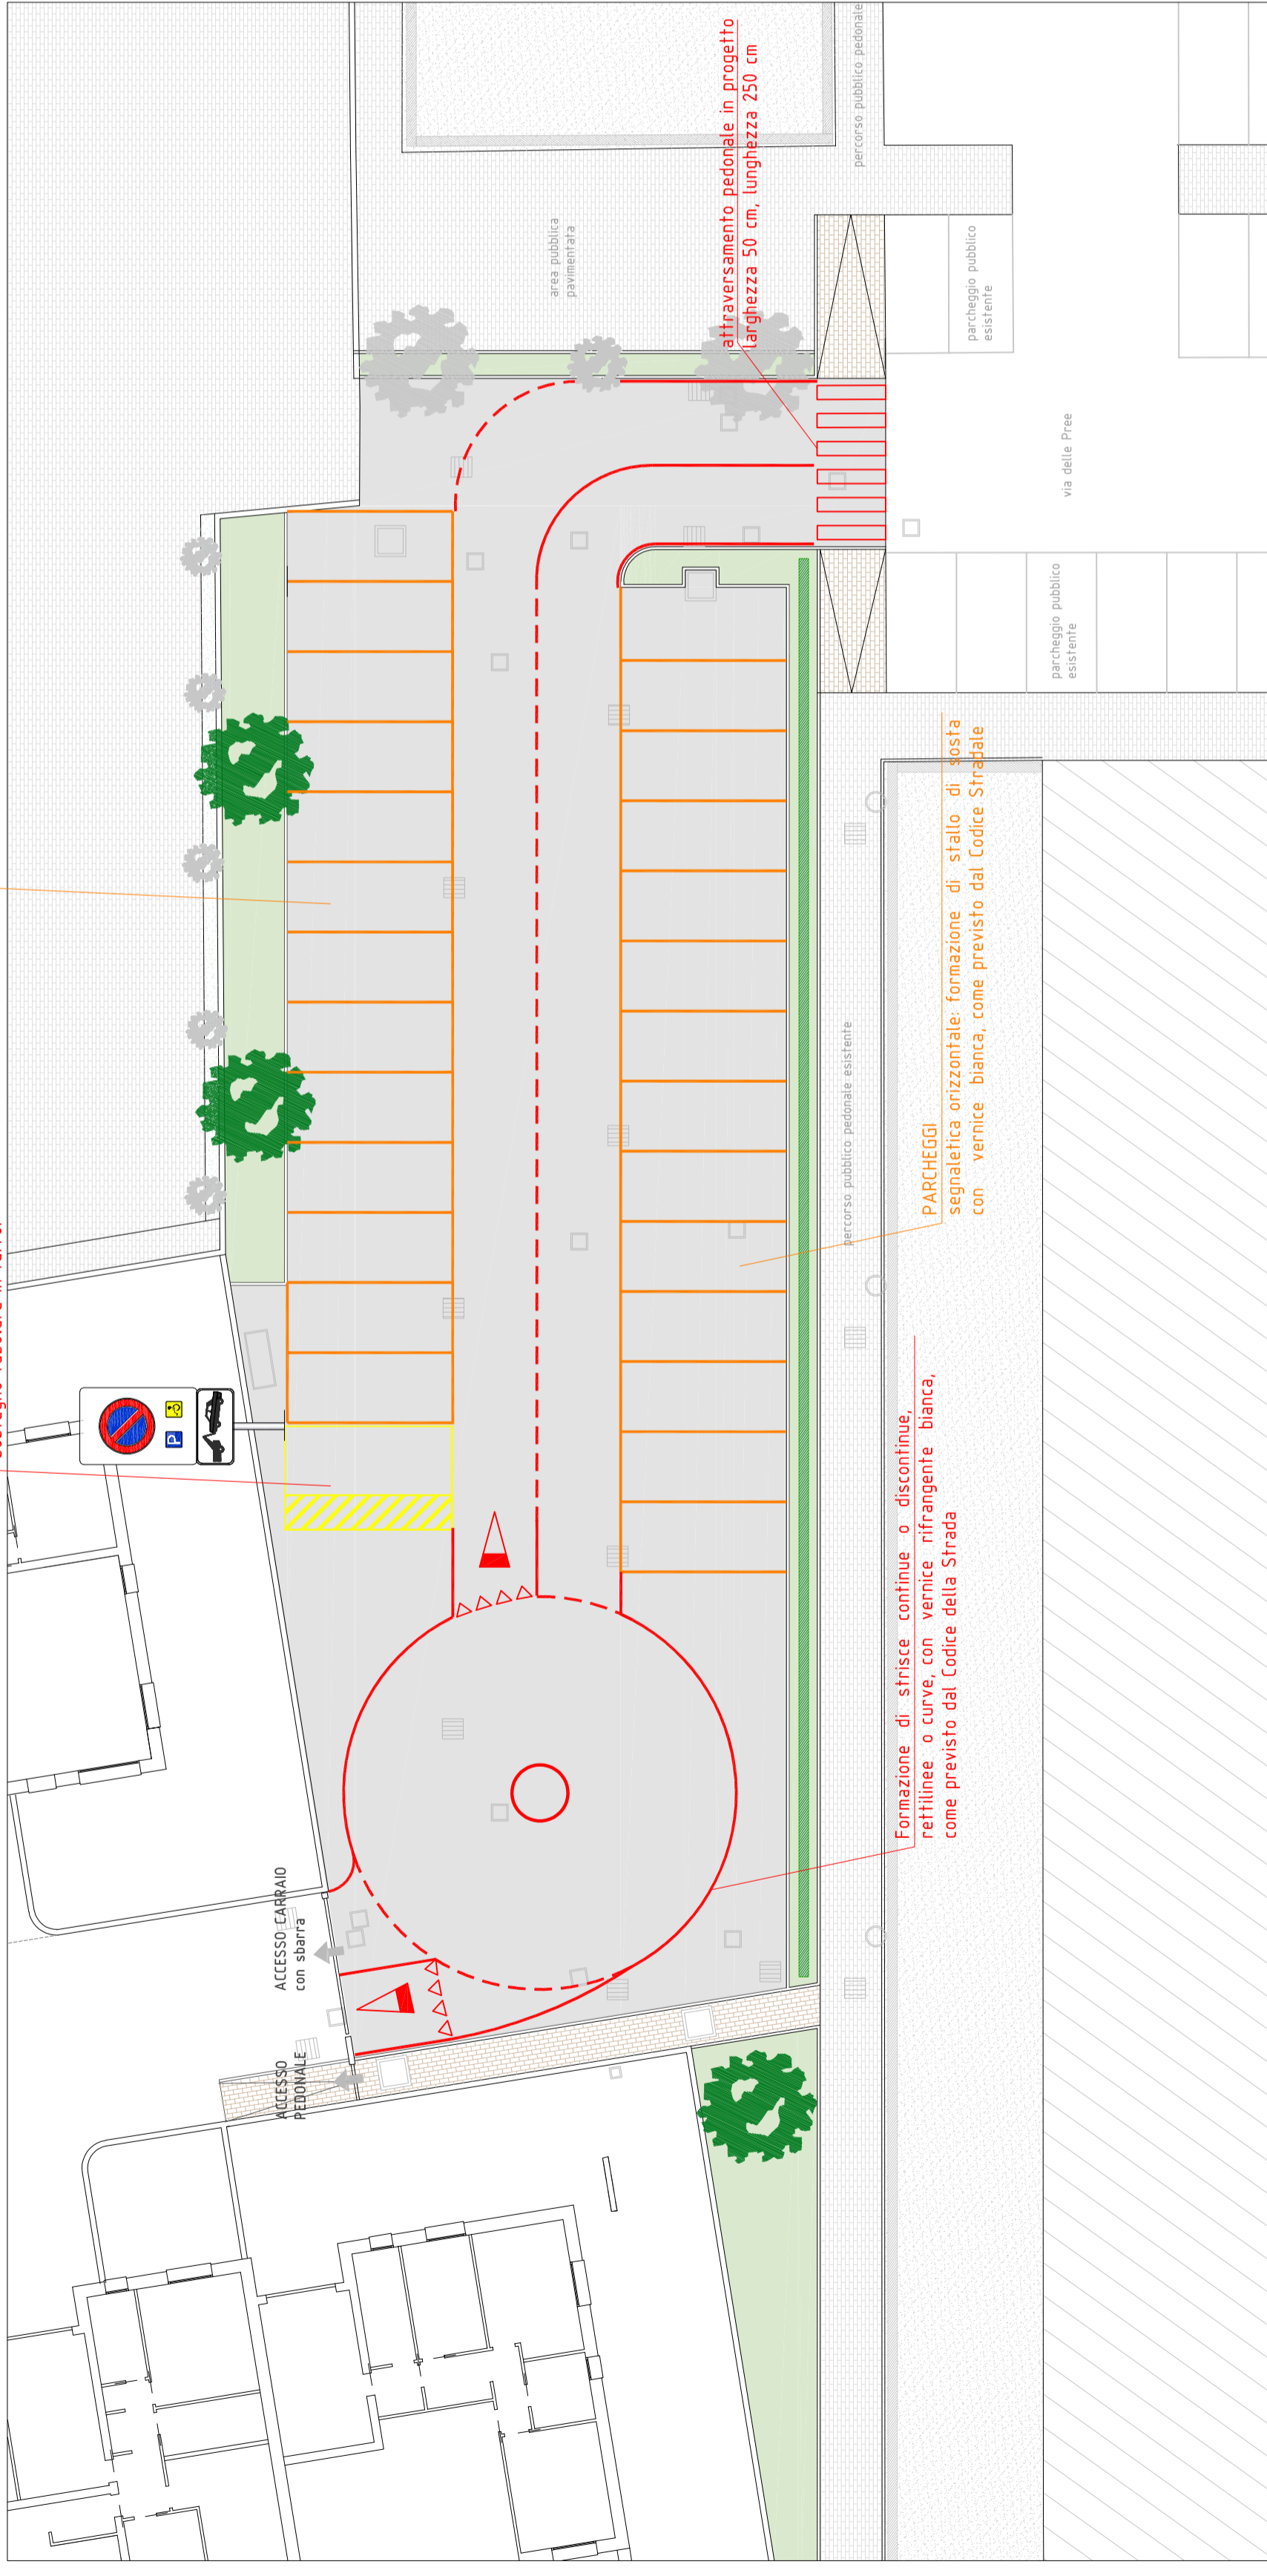 attraversamento pedonale in progetto
larghezza 50 cm, lunghezza 250 cm
percorso pubblico pedonale
area pubblica
pavimentata
parcheggio pubblico
esistente
via delle Pree
parcheggio pubblico
esistente
PARCHEGGI
segnaletica orizzontale: formazione di stallo di sosta
con vernice bianca, come previsto dal Codice Stradale
percorso pubblico pedonale esistente
P
Formazione di strisce continue o discontinue,
rettilinee o curve, con vernice rifrangente bianca,
come previsto dal Codice della Strada
ACCESSO CARRAIO
con sbarra
ACCESSO
PEDONALE